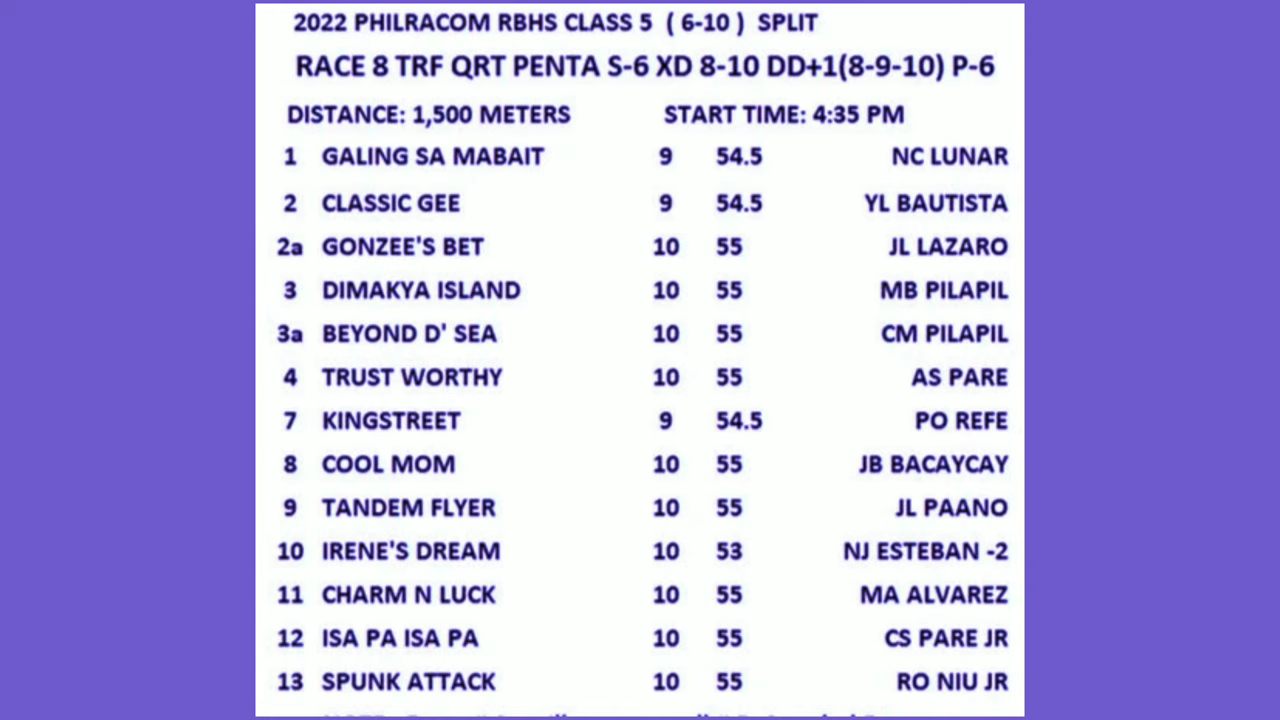 2022 PHILRACOM RBHS CLASS 5 ( 6-10 ) SPLIT
RACE 8 TRF QRT PENTA S-6 XD 8-10 DD+1(8-9-10) P-6
DISTANCE: 1,500 METERS START TIME: 4:35 PM
1 GALING SA MABAIT 9 54.5 NC LUNAR
2 CLASSIC GEE 9 54.5 YL BAUTISTA
2a GONZEE'S BET 10 55 JL LAZARO
3 DIMAKYA ISLAND 10 55 MB PILAPIL
3a BEYOND D' SEA 10 55 CM PILAPIL
4 TRUST WORTHY 10 55 AS PARE
7 KINGSTREET 9 54.5 PO REFE
8 COOL MOM 10 55 JB BACAYCAY
9 TANDEM FLYER 10 55 JL PAANO
10 IRENE'S DREAM 10 53 NJ ESTEBAN -2
11 CHARM N LUCK 10 55 MA ALVAREZ
12 ISA PA ISA PA 10 55 CS PARE JR
13 SPUNK ATTACK 10 55 RO NIU JR